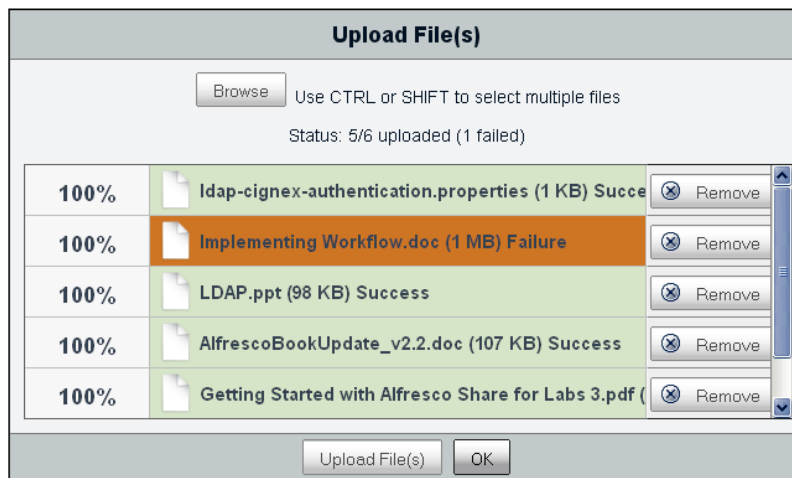 Upload File(s)
Browse Use CTRL or SHIFT to select multiple files
Status: 5/6 uploaded (1 failed)
100% ldap-cignex-authentication.properties (1 KB) Succe Remove
100% Implementing Workflow.doc (1 MB) Failure Remove
100% LDAP.ppt (98 KB) Success Remove
100% AlfrescoBookUpdate_v2.2.doc (107 KB) Success Remove
100% Getting Started with Alfresco Share for Labs 3.pdf ( Remove
Upload File(s) OK